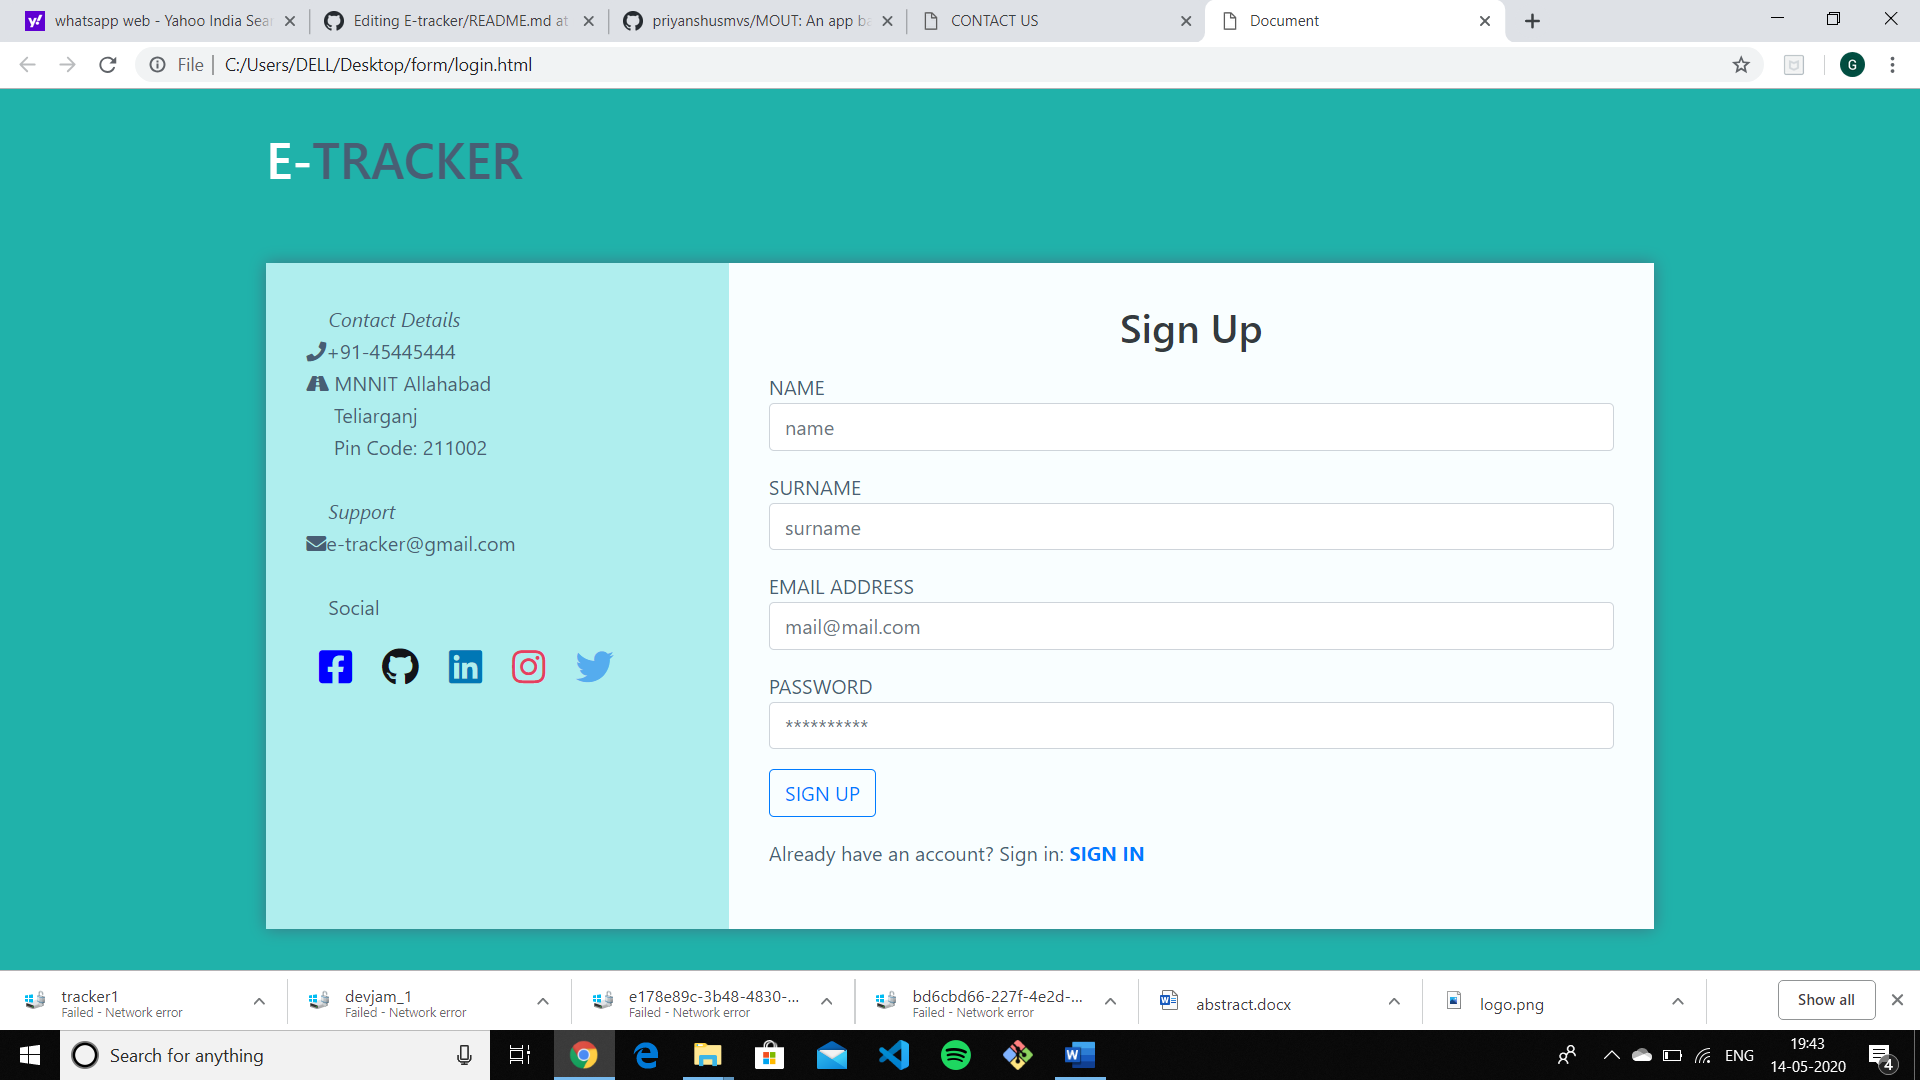 whatsapp web - Yahoo India Sear
Editing E-tracker/README.md at
priyanshusmvs/MOUT: An app ba
CONTACT US
Document
File
C:/Users/DELL/Desktop/form/login.html
G
E-TRACKER
Contact Details
+91-45445444
MNNIT Allahabad
Teliarganj
Pin Code: 211002
Support
e-tracker@gmail.com
Social
Sign Up
NAME
name
SURNAME
surname
EMAIL ADDRESS
mail@mail.com
PASSWORD
**********
SIGN UP
Already have an account? Sign in: SIGN IN
tracker1
Failed - Network error
devjam_1
Failed - Network error
e178e89c-3b48-4830-...
Failed - Network error
bd6cbd66-227f-4e2d-...
Failed - Network error
abstract.docx
logo.png
Show all
Search for anything
ENG
19:43
14-05-2020
4